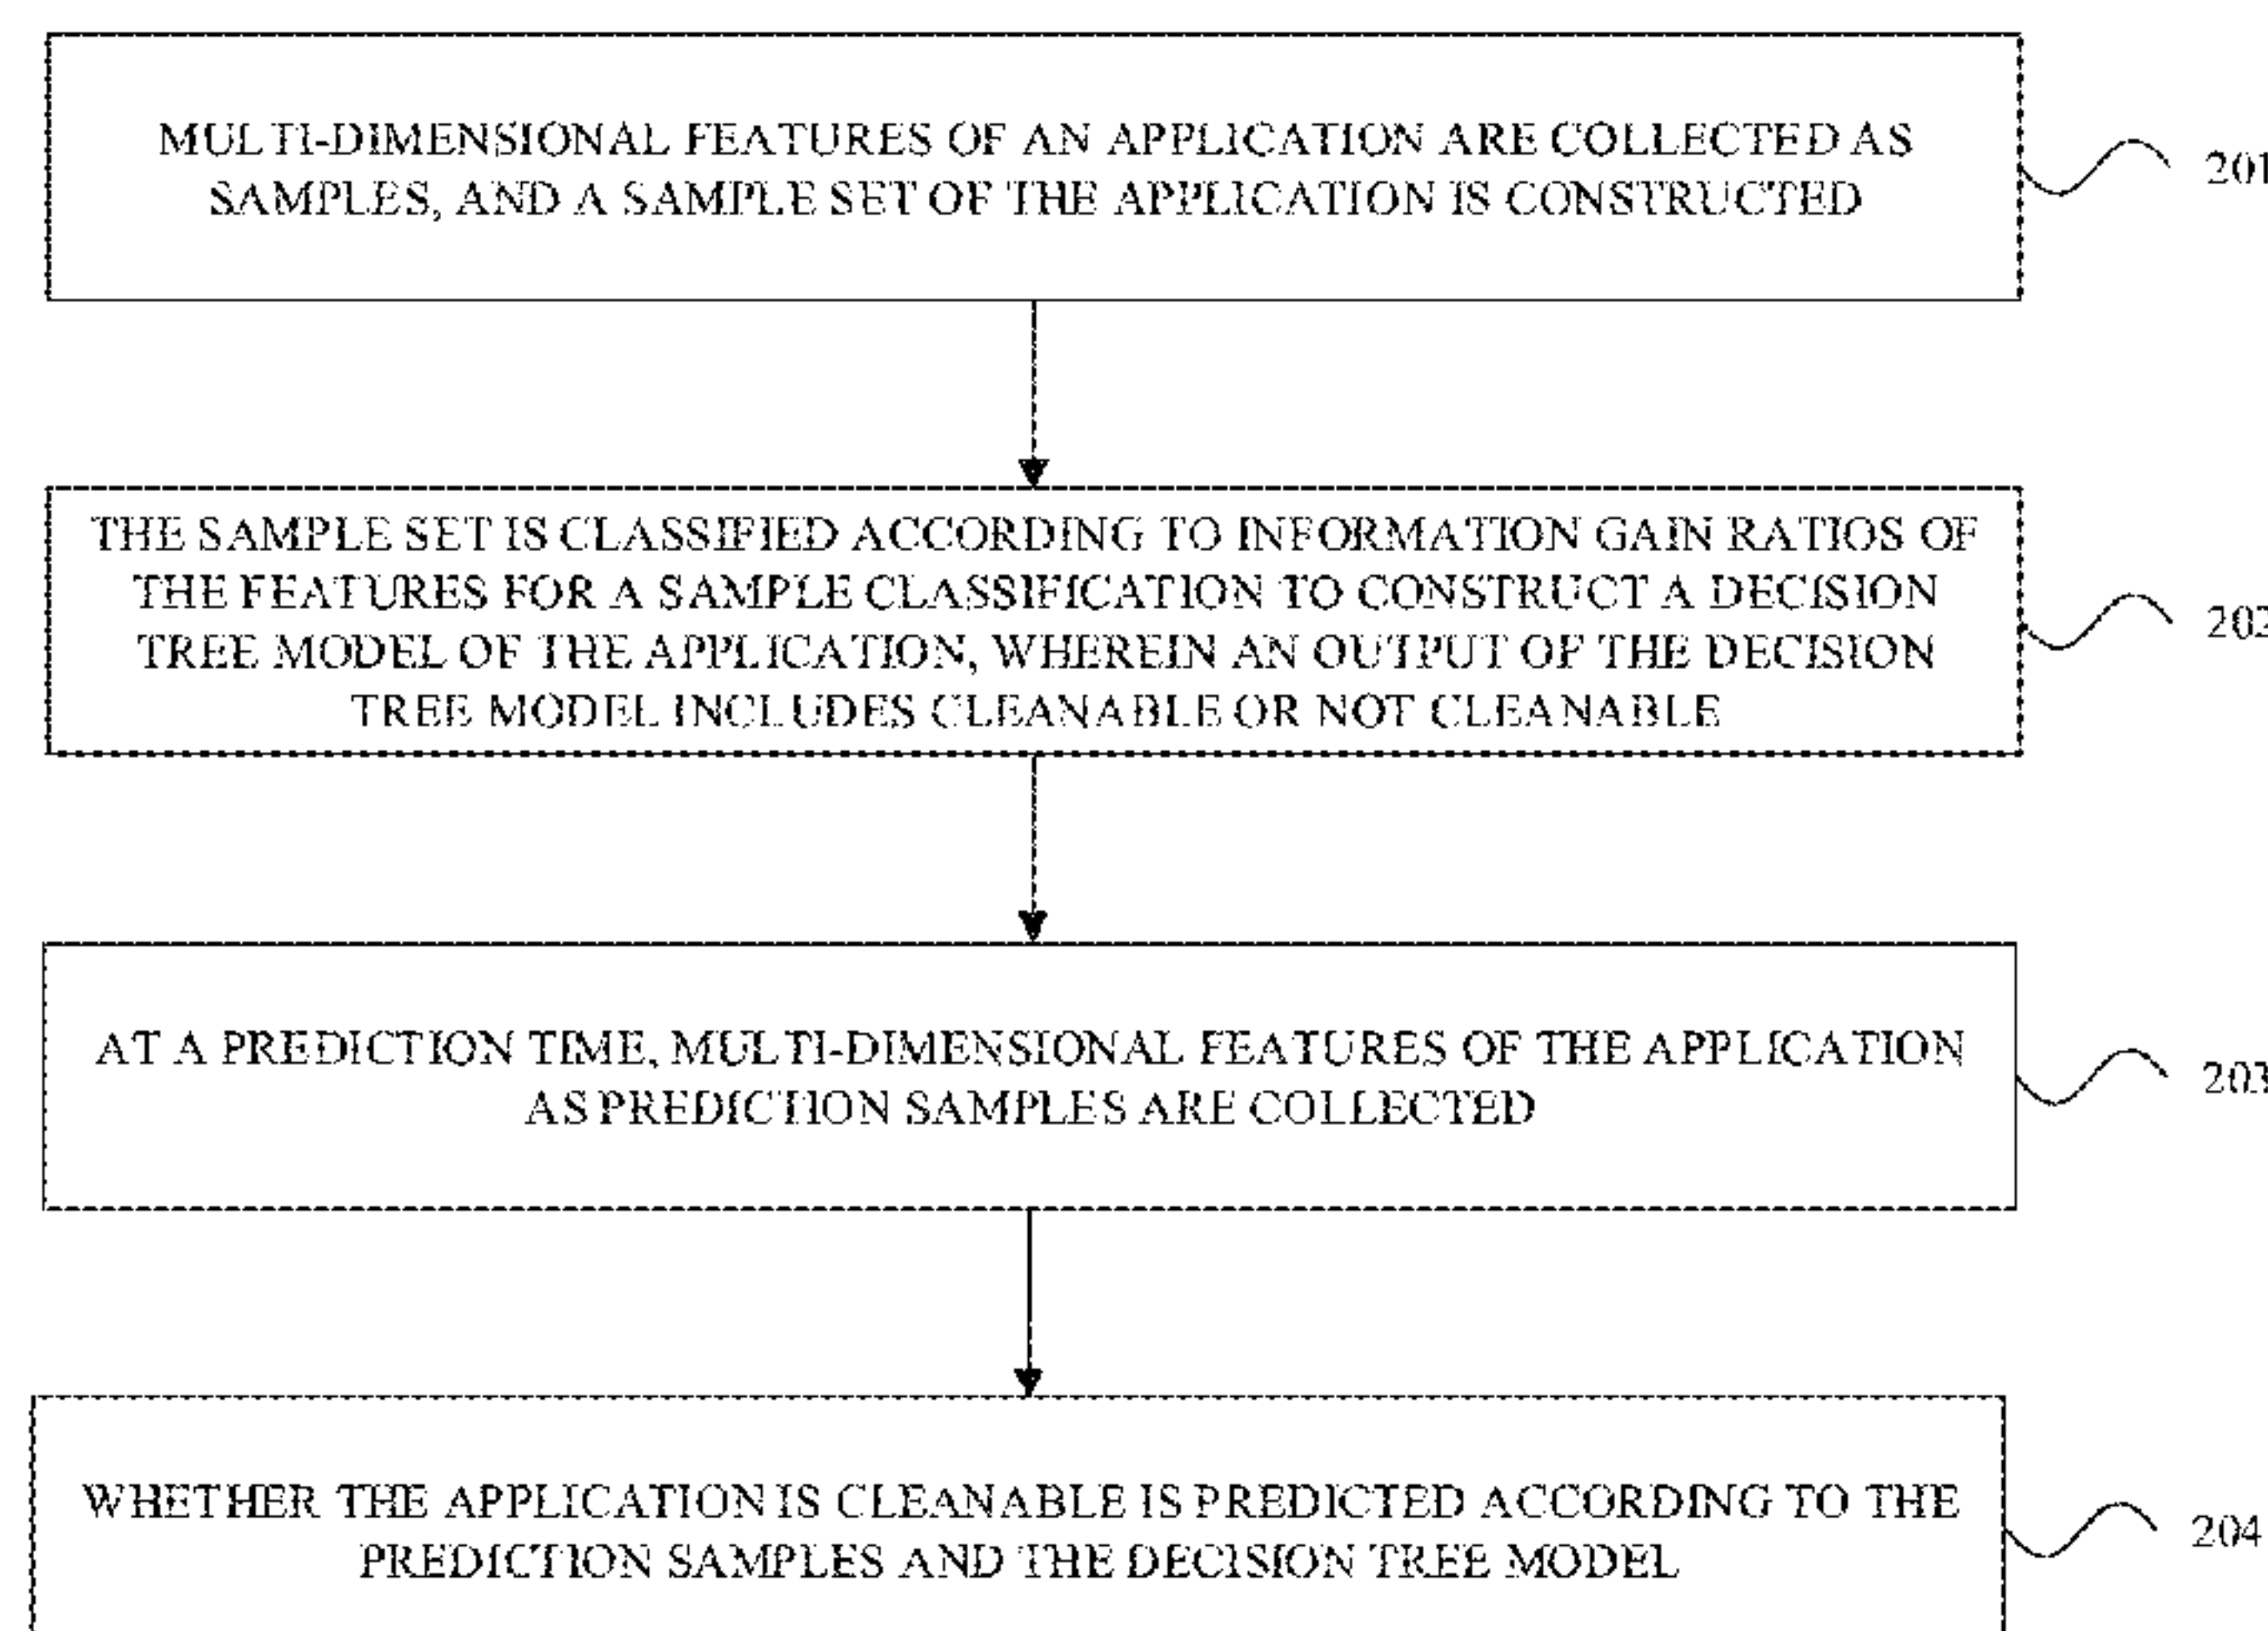 MULTI-DIMENSIONAL FEATURES OF AN APPLICATION ARE COLLECTED AS
SAMPLES, AND A SAMPLE SET OF THE APPLICATION IS CONSTRUCTED
201
THE SAMPLE SET IS CLASSIFIED ACCORDING TO INFORMATION GAIN RATIOS OF
THE FEATURES FOR A SAMPLE CLASSIFICATION TO CONSTRUCT A DECISION
TREE MODEL OF THE APPLICATION, WHEREIN AN OUTPUT OF THE DECISION
TREE MODEL INCLUDES CLEANABLE OR NOT CLEANABLE
202
AT A PREDICTION TIME, MULTI-DIMENSIONAL FEATURES OF THE APPLICATION
AS PREDICTION SAMPLES ARE COLLECTED
203
WHETHER THE APPLICATION IS CLEANABLE IS PREDICTED ACCORDING TO THE
PREDICTION SAMPLES AND THE DECISION TREE MODEL
204